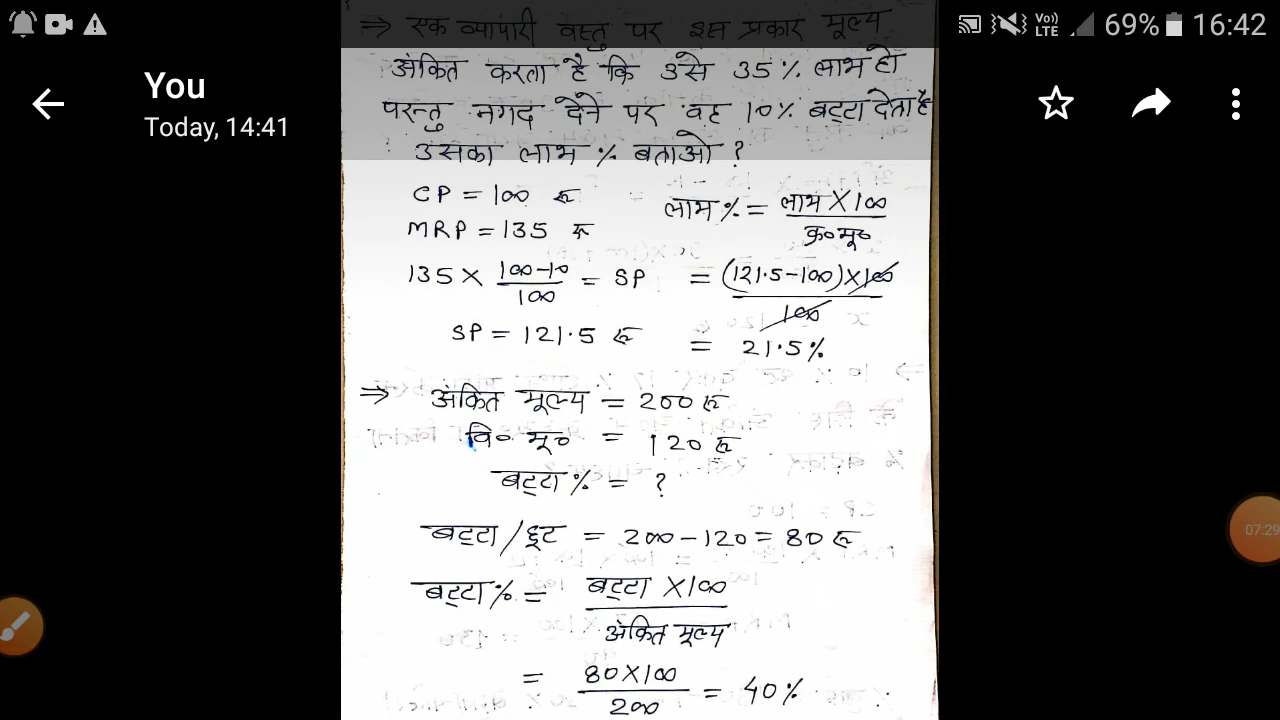 69% 16:42
You
Today, 14:41
⇒ एक व्यापारी वस्तु पर इस प्रकार मूल्य
अंकित करता है कि उसे 35% लाभ हो
परन्तु नगद देने पर वह 10% बट्टा देता है
उसका लाभ % बताओ ?
CP = 100 रू
MRP = 135 रू
135 × (100-10)/100 = SP
SP = 121.5 रू
लाभ% = लाभ × 100 / क्र० मू०
= (121.5-100)×100 / 100
= 21.5%
⇒ अंकित मूल्य = 200 रू
वि० मू० = 120 रू
बट्टा% = ?
बट्टा/छूट = 200-120 = 80 रू
बट्टा% = बट्टा ×100 / अंकित मूल्य
= 80×100 / 200 = 40%
07:29